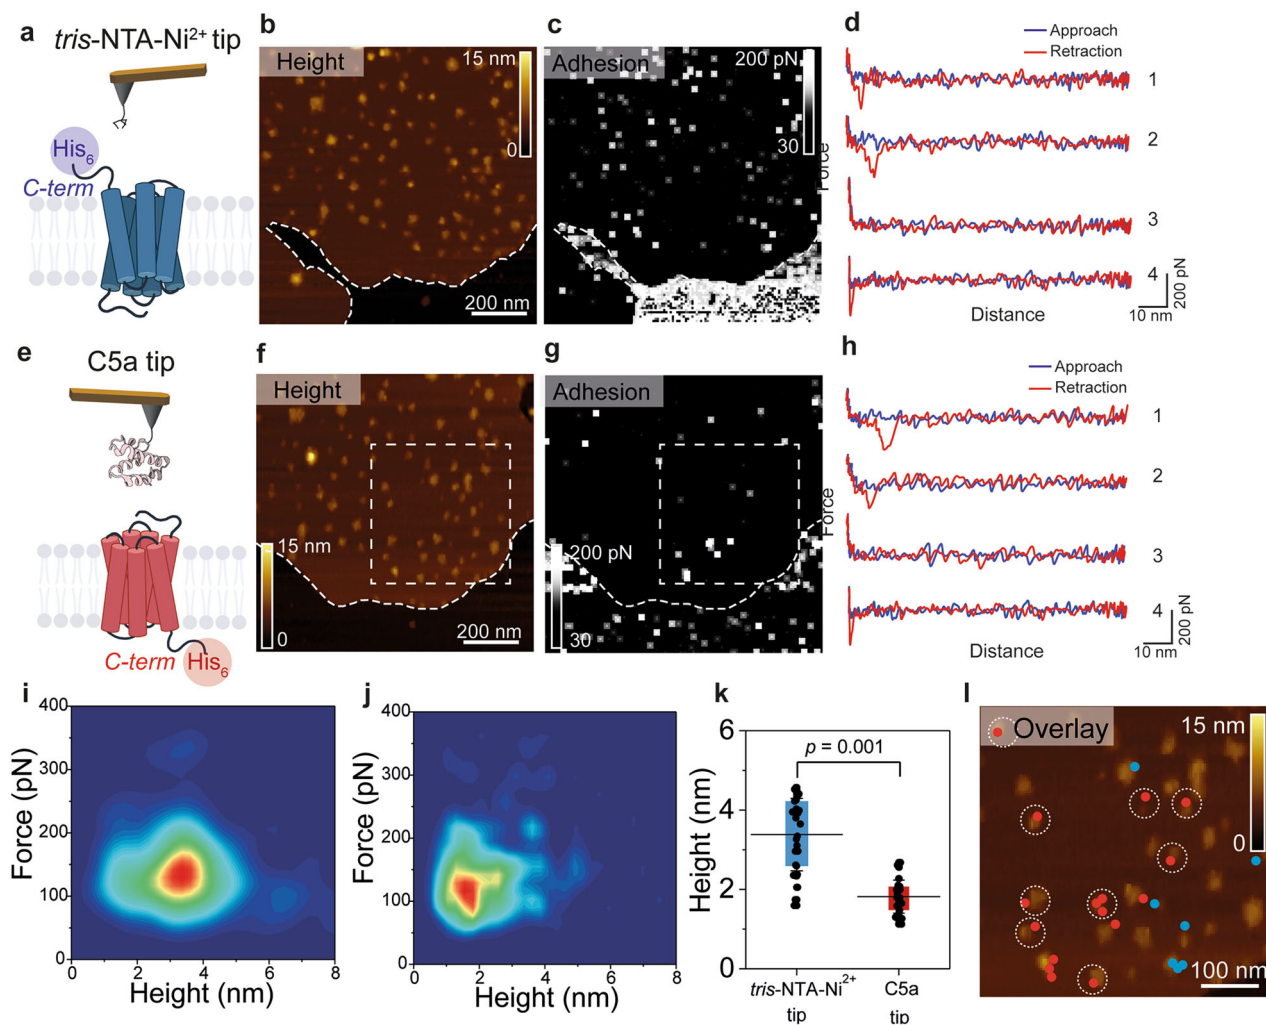 a
tris-NTA-Ni²⁺ tip
His₆
C-term
b
Height
15 nm
0
200 nm
c
Adhesion
200 pN
30
d
Approach
Retraction
1
2
3
4
Force
Distance
200 pN
10 nm
e
C5a tip
C-term His₆
f
Height
15 nm
0
200 nm
g
Adhesion
200 pN
30
h
Approach
Retraction
1
2
3
4
Force
Distance
200 pN
10 nm
i
400
300
200
100
0
Force (pN)
0 2 4 6 8
Height (nm)
j
400
300
200
100
0
Force (pN)
0 2 4 6 8
Height (nm)
k
6
4
2
0
Height (nm)
p = 0.001
tris-NTA-Ni²⁺
tip
C5a
tip
l
Overlay
15 nm
0
100 nm